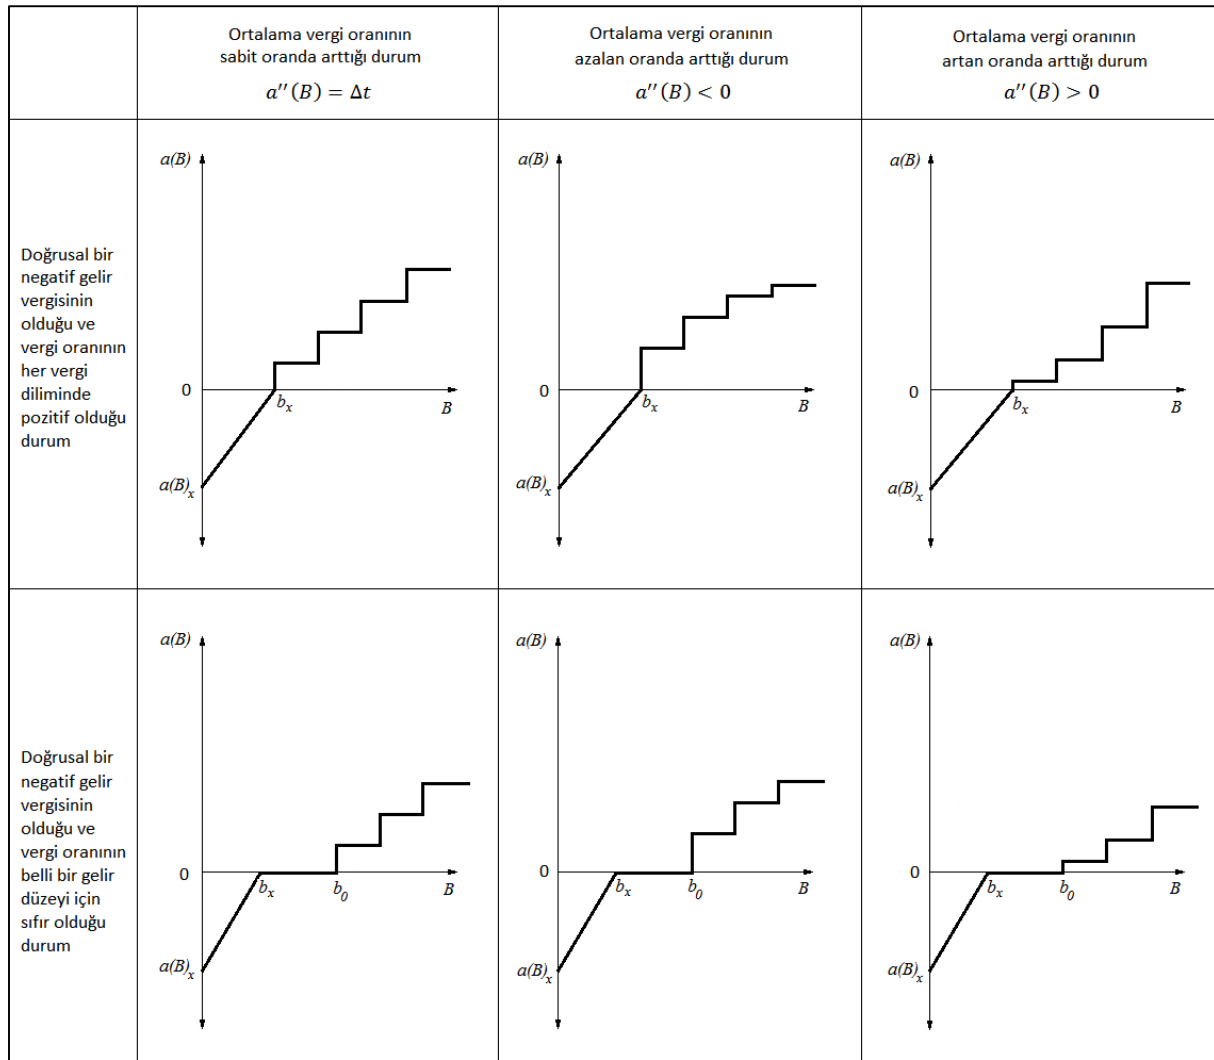 Ortalama vergi oranının
sabit oranda arttığı durum
a′′(B) = Δt
Ortalama vergi oranının
azalan oranda arttığı durum
a′′(B) < 0
Ortalama vergi oranının
artan oranda arttığı durum
a′′(B) > 0
Doğrusal bir
negatif gelir
vergisinin
olduğu ve
vergi oranının
her vergi
diliminde
pozitif olduğu
durum
a(B)
0
b_x
B
a(B)_x
a(B)
0
b_x
B
a(B)_x
a(B)
0
b_x
B
a(B)_x
Doğrusal bir
negatif gelir
vergisinin
olduğu ve
vergi oranının
belli bir gelir
düzeyi için
sıfır olduğu
durum
a(B)
0
b_x
b_0
B
a(B)_x
a(B)
0
b_x
b_0
B
a(B)_x
a(B)
0
b_x
b_0
B
a(B)_x